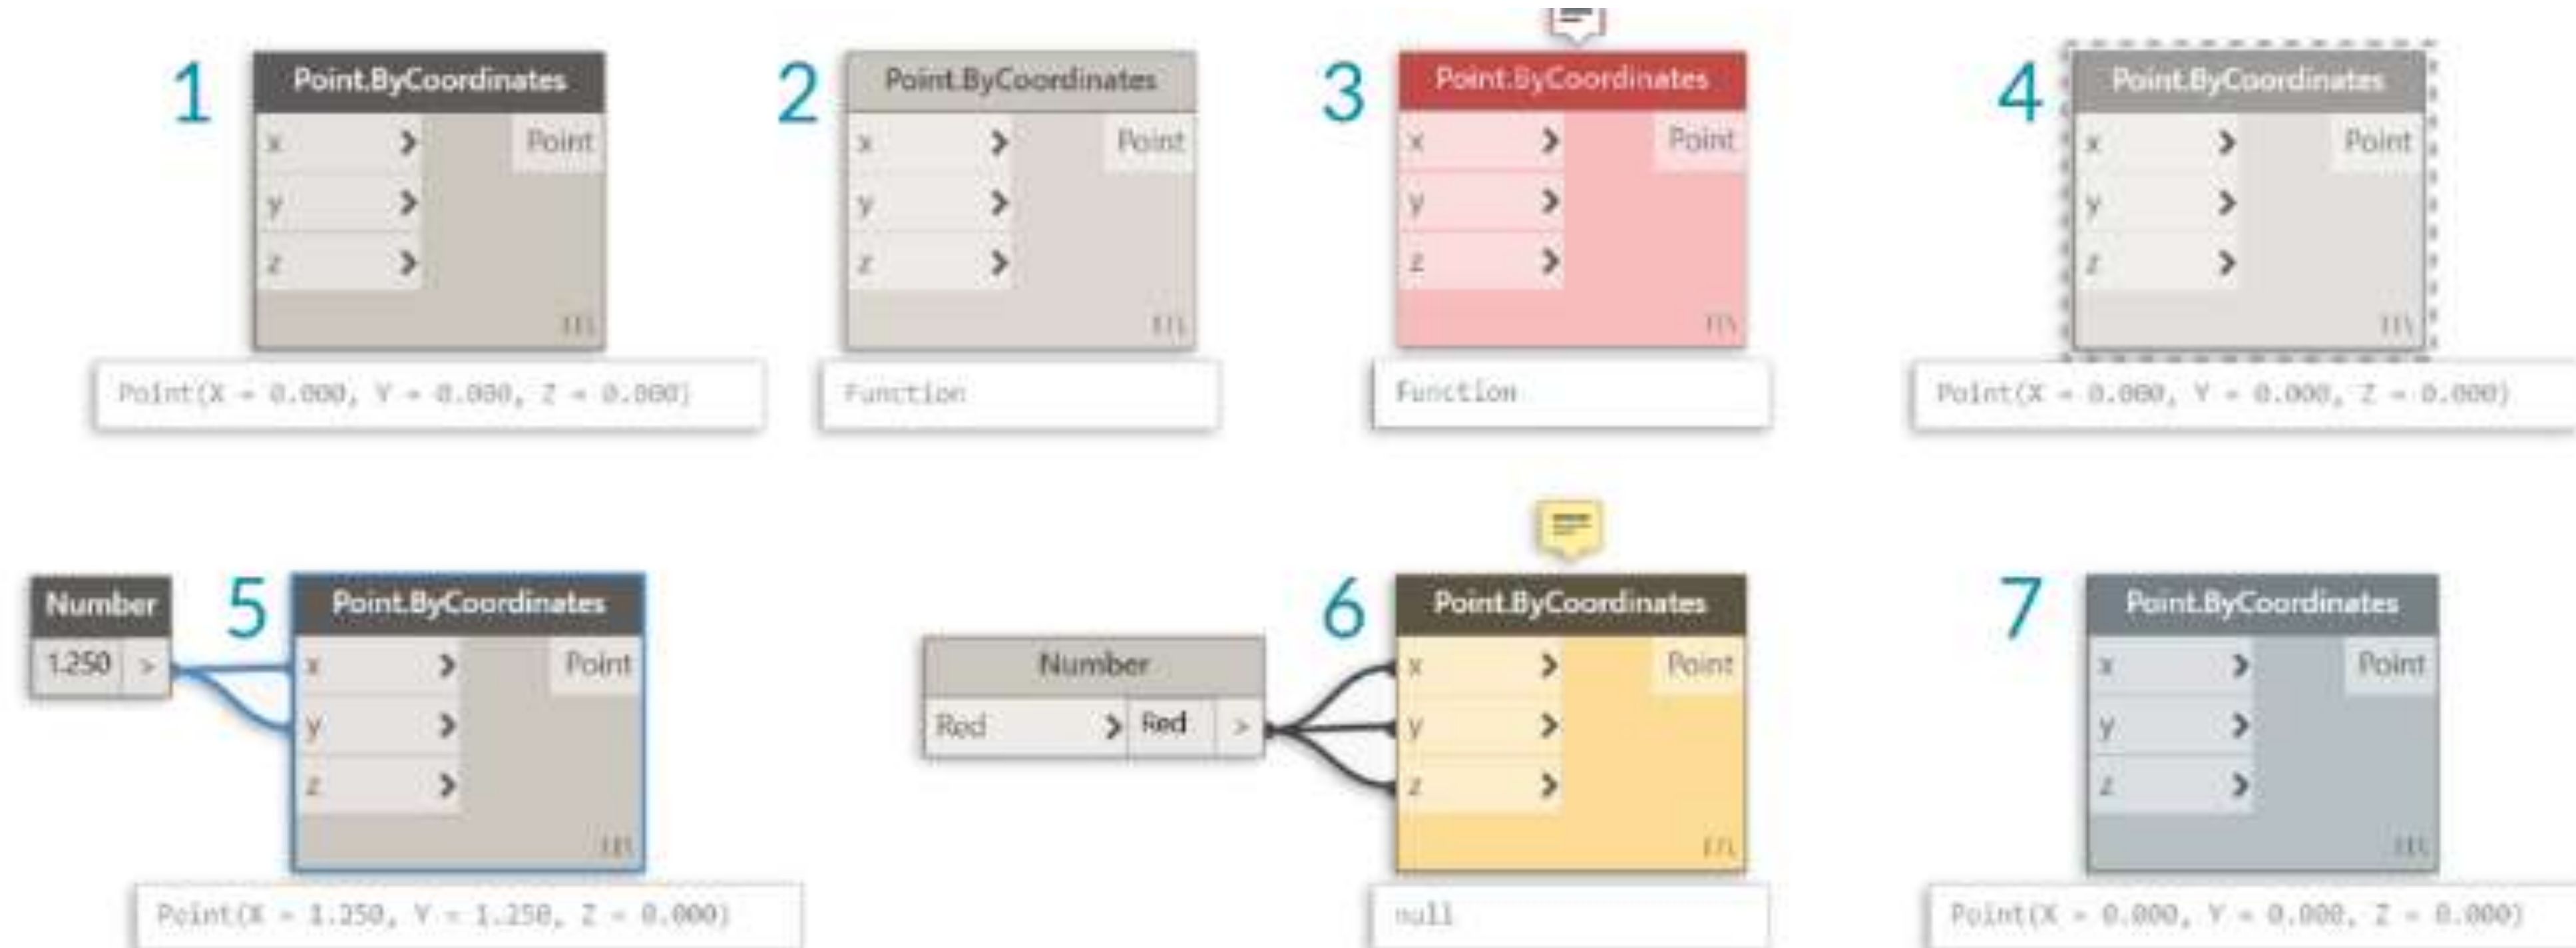 1
Point.ByCoordinates
x > Point
y >
z >
Point(X = 0.000, Y = 0.000, Z = 0.000)
2
Point.ByCoordinates
x > Point
y >
z >
Function
3
Point.ByCoordinates
x > Point
y >
z >
Function
4
Point.ByCoordinates
x > Point
y >
z >
Point(X = 0.000, Y = 0.000, Z = 0.000)
Number
1.250 >
5
Point.ByCoordinates
x > Point
y >
z >
Point(X = 1.250, Y = 1.250, Z = 0.000)
Number
Red > Red >
6
Point.ByCoordinates
x > Point
y >
z >
null
7
Point.ByCoordinates
x > Point
y >
z >
Point(X = 0.000, Y = 0.000, Z = 0.000)